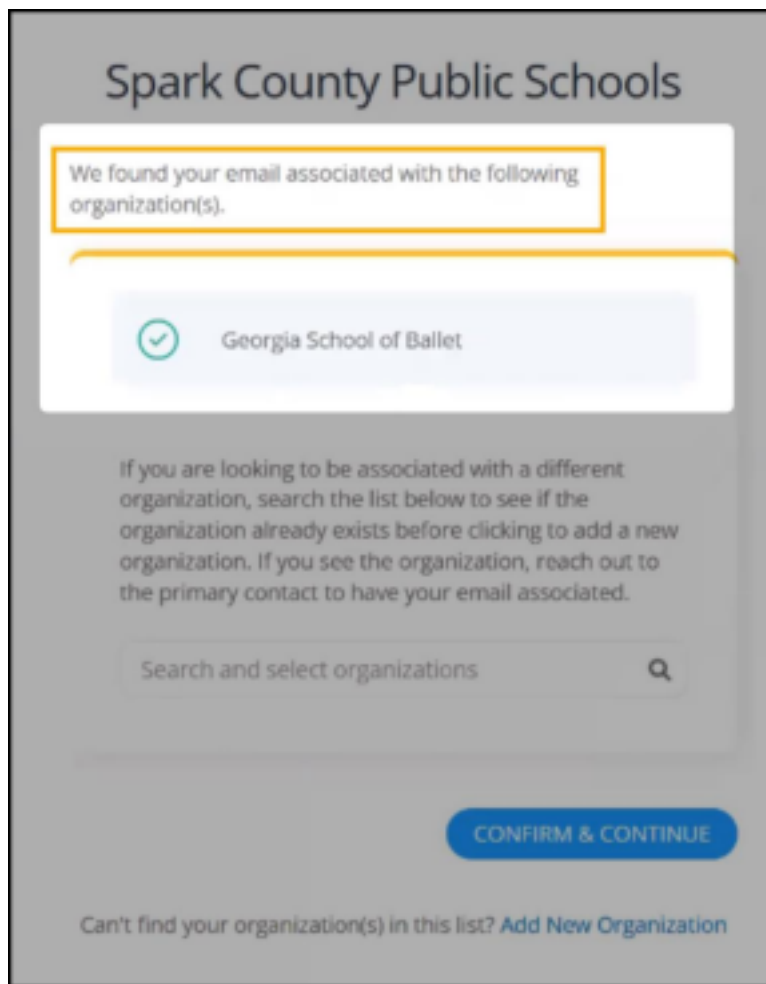 Spark County Public Schools
We found your email associated with the following
organization(s).
Georgia School of Ballet
If you are looking to be associated with a different
organization, search the list below to see if the
organization already exists before clicking to add a new
organization. If you see the organization, reach out to
the primary contact to have your email associated.
Search and select organizations
CONFIRM & CONTINUE
Can't find your organization(s) in this list? Add New Organization